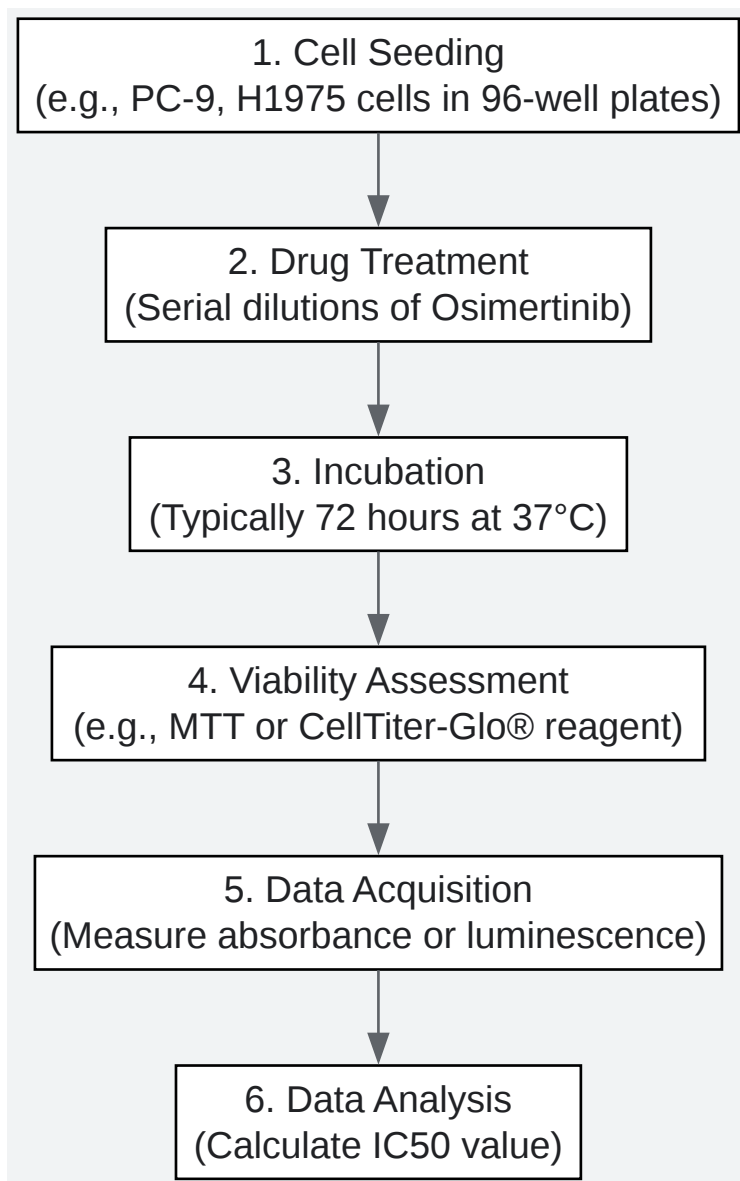 1. Cell Seeding
(e.g., PC-9, H1975 cells in 96-well plates)
2. Drug Treatment
(Serial dilutions of Osimertinib)
3. Incubation
(Typically 72 hours at 37°C)
4. Viability Assessment
(e.g., MTT or CellTiter-Glo® reagent)
5. Data Acquisition
(Measure absorbance or luminescence)
6. Data Analysis
(Calculate IC50 value)